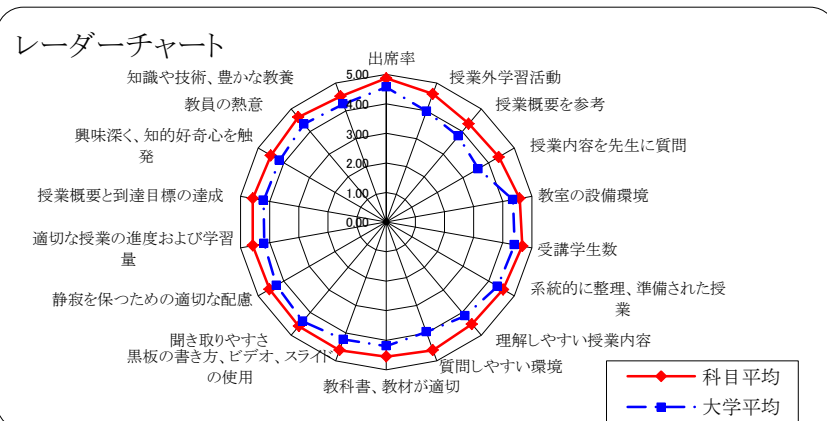 レーダーチャート
出席率
授業外学習活動
授業概要を参考
授業内容を先生に質問
教室の設備環境
受講学生数
系統的に整理、準備された授
業
理解しやすい授業内容
質問しやすい環境
教科書、教材が適切
黒板の書き方、ビデオ、スライド
の使用
聞き取りやすさ
静寂を保つための適切な配慮
適切な授業の進度および学習
量
授業概要と到達目標の達成
興味深く、知的好奇心を触
発
教員の熱意
知識や技術、豊かな教養
5.00
4.00
3.00
2.00
1.00
0.00
科目平均
大学平均